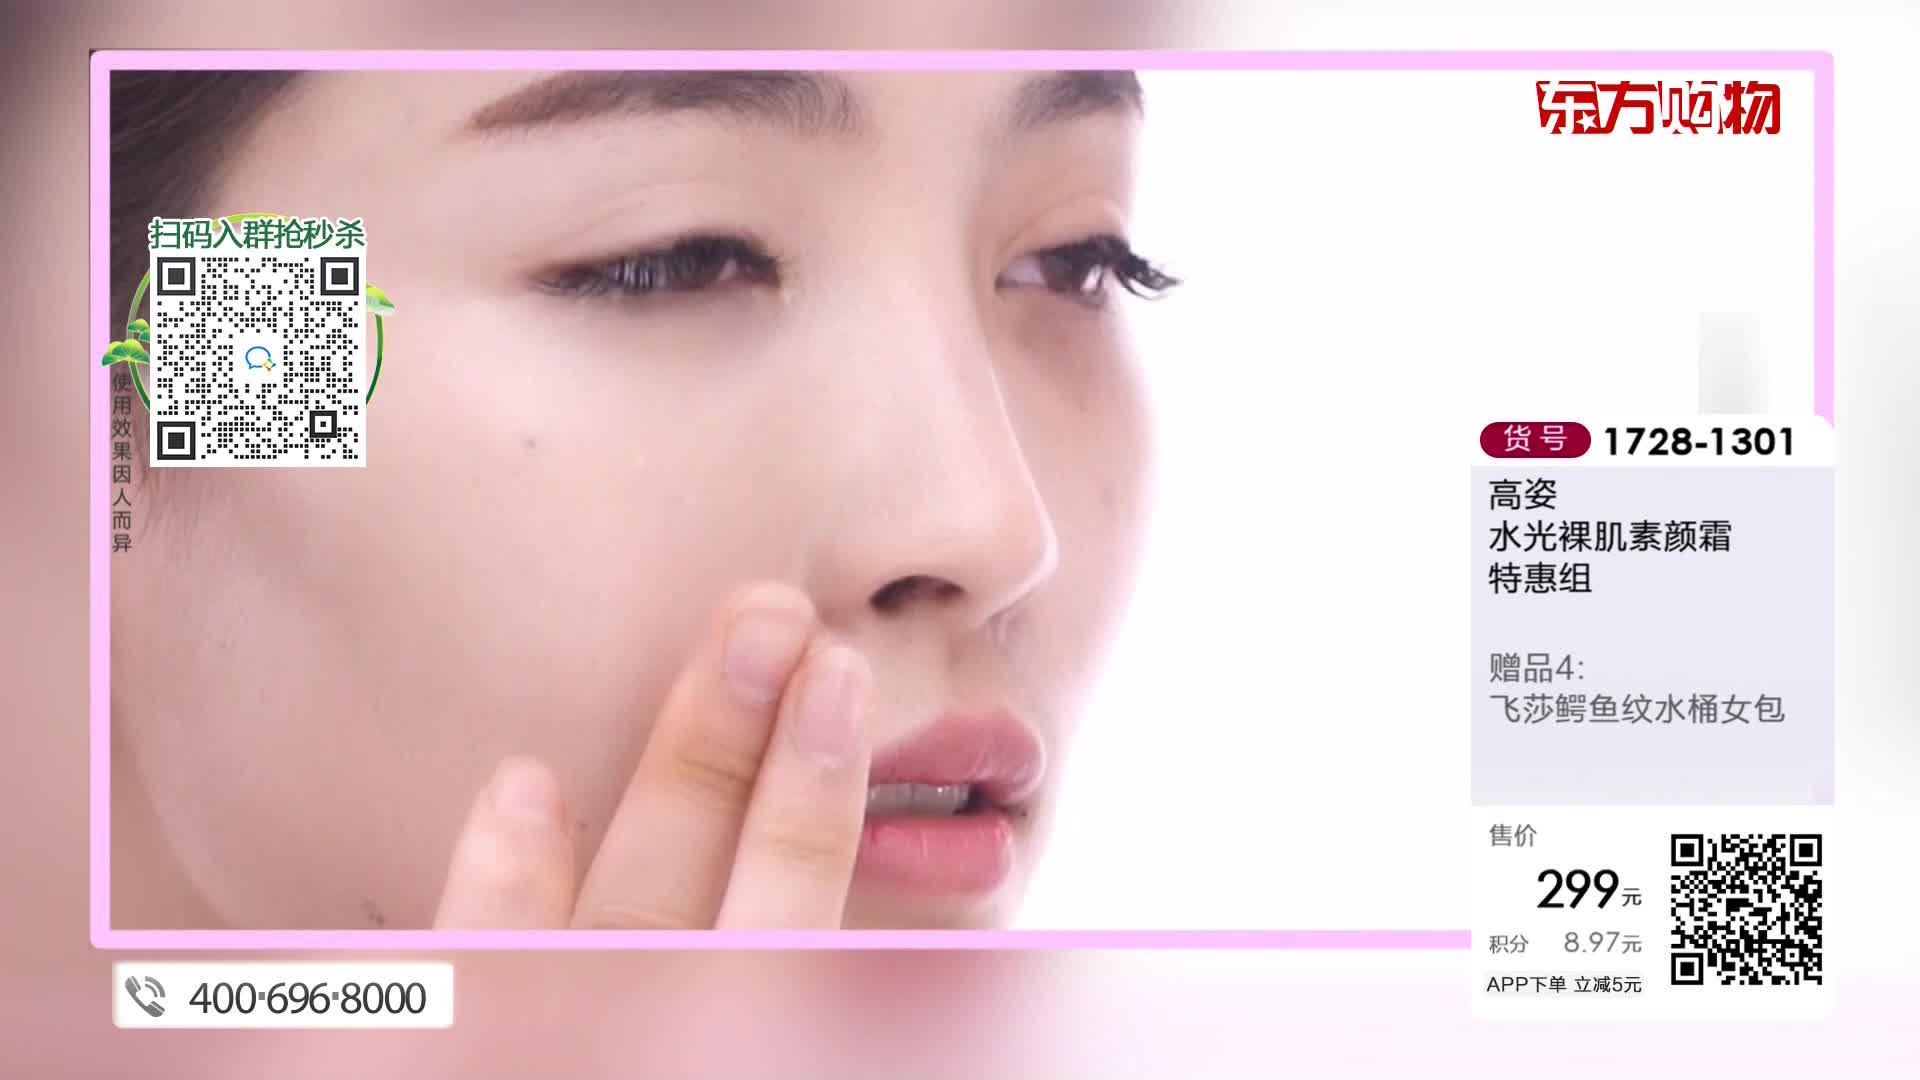 东方购物
扫码入群抢秒杀
使用效果因人而异
货号 1728-1301
高姿
水光裸肌素颜霜
特惠组
赠品4:
飞莎鳄鱼纹水桶女包
售价
299元
积分 8.97元
APP下单 立减5元
400·696·8000